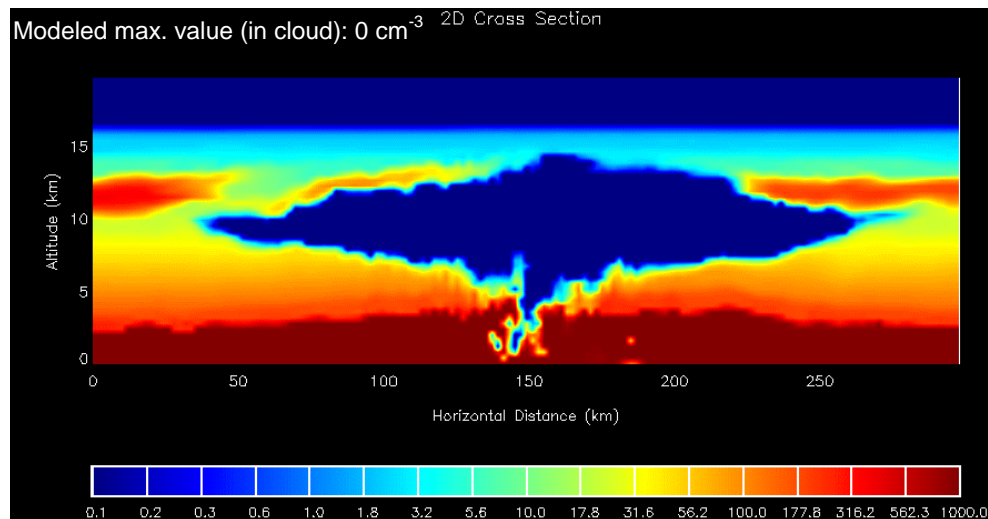 2D Cross Section
Modeled max. value (in cloud): 0 cm-3
15
10
5
0
Altitude (km)
0 50 100 150 200 250
Horizontal Distance (km)
0.1 0.2 0.3 0.6 1.0 1.8 3.2 5.6 10.0 17.8 31.6 56.2 100.0 177.8 316.2 562.3 1000.0